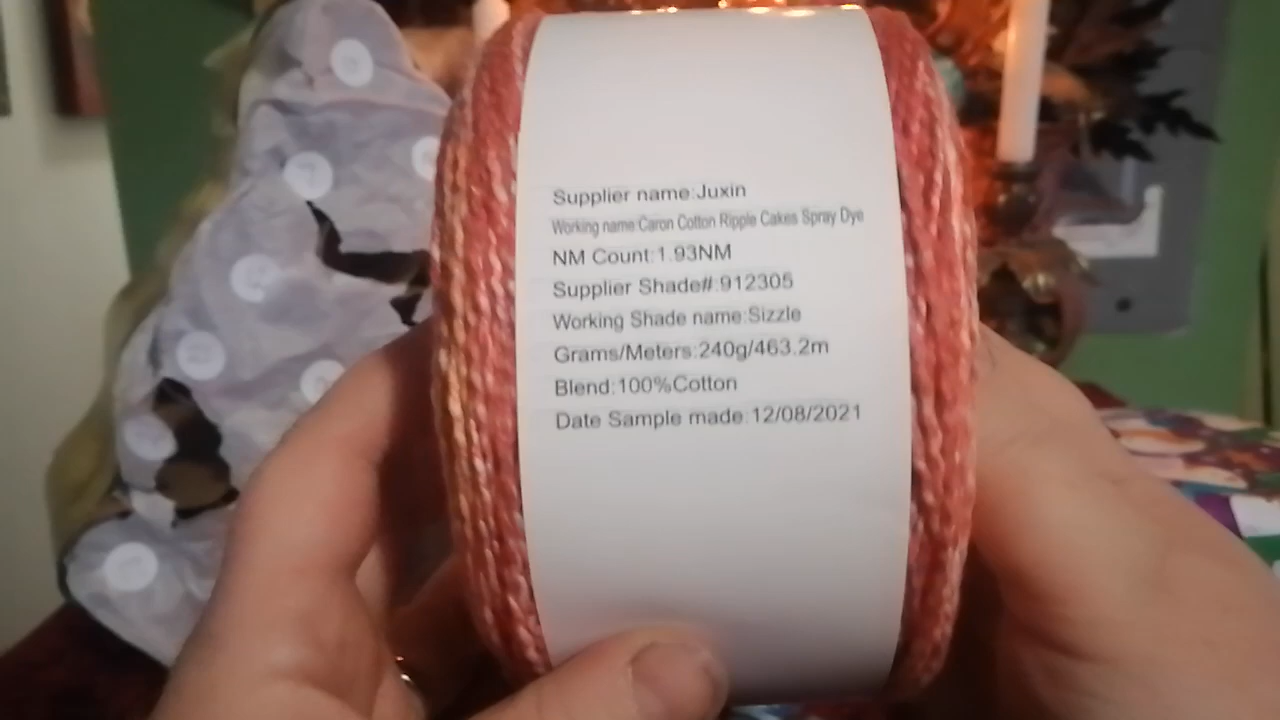 Supplier name:Juxin
Working name:Caron Cotton Ripple Cakes Spray Dye
NM Count:1.93NM
Supplier Shade#:912305
Working Shade name:Sizzle
Grams/Meters:240g/463.2m
Blend:100%Cotton
Date Sample made:12/08/2021